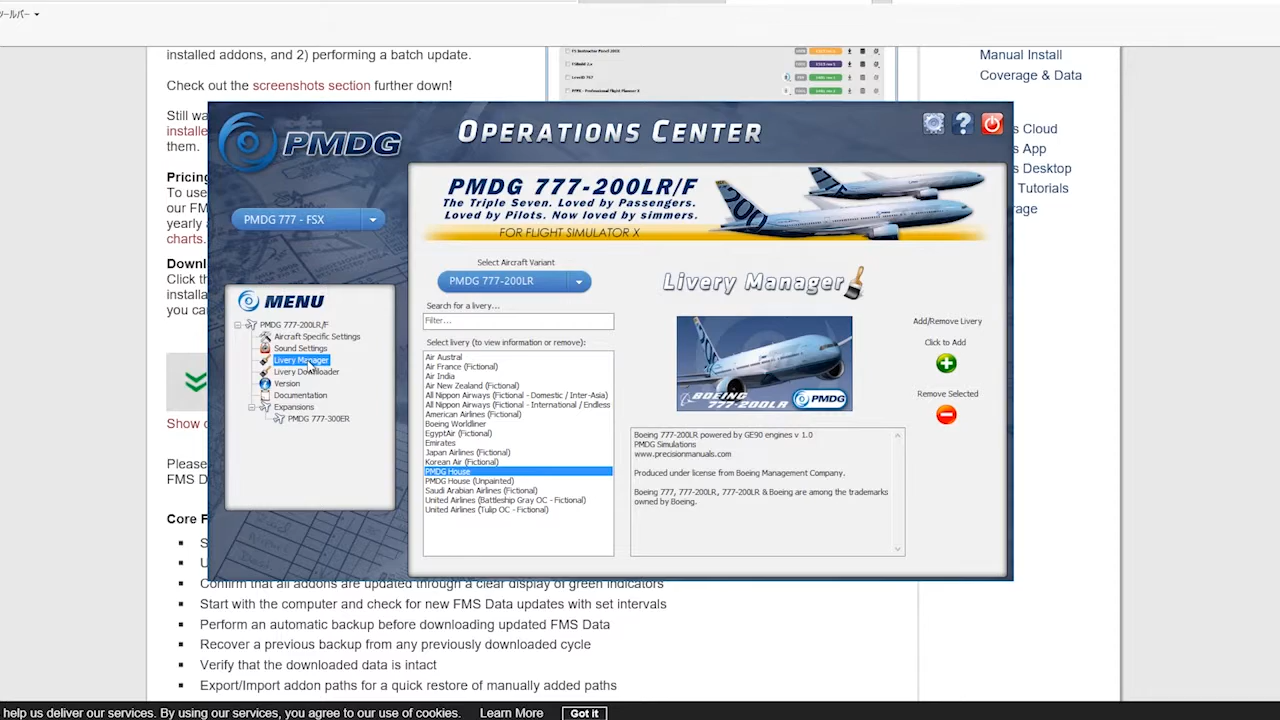 ツールバー
installed addons, and 2) performing a batch update.
Check out the screenshots section further down!
Still wa
installe
them.
Pricing
To use
our FM
yearly a
charts.
Downl
Click th
installa
you ca
Show c
Please
FMS D
Core F
S
U
Confirm that all addons are updated through a clear display of green indicators
Start with the computer and check for new FMS Data updates with set intervals
Perform an automatic backup before downloading updated FMS Data
Recover a previous backup from any previously downloaded cycle
Verify that the downloaded data is intact
Export/Import addon paths for a quick restore of manually added paths
Manual Install
Coverage & Data
s Cloud
s App
s Desktop
Tutorials
rage
PMDG
OPERATIONS CENTER
?
PMDG 777 - FSX
MENU
PMDG 777-200LR/F
Aircraft Specific Settings
Sound Settings
Livery Manager
Livery Downloader
Version
Documentation
Expansions
PMDG 777-300ER
PMDG 777-200LR/F
The Triple Seven. Loved by Passengers.
Loved by Pilots. Now loved by simmers.
FOR FLIGHT SIMULATOR X
Select Aircraft Variant
PMDG 777-200LR
Livery Manager
Search for a livery...
Filter...
Select livery (to view information or remove):
Air Austral
Air France (Fictional)
Air India
Air New Zealand (Fictional)
All Nippon Airways (Fictional - Domestic / Inter-Asia)
All Nippon Airways (Fictional - International / Endless
American Airlines (Fictional)
Boeing Worldliner
EgyptAir (Fictional)
Emirates
Japan Airlines (Fictional)
Korean Air (Fictional)
PMDG House
PMDG House (Unpainted)
Saudi Arabian Airlines (Fictional)
United Airlines (Battleship Gray OC - Fictional)
United Airlines (Tulip OC - Fictional)
BOEING
777-200LR
PMDG
Add/Remove Livery
Click to Add
Remove Selected
Boeing 777-200LR powered by GE90 engines v 1.0
PMDG Simulations
www.precisionmanuals.com
Produced under license from Boeing Management Company.
Boeing 777, 777-200LR, 777-200LR & Boeing are among the trademarks
owned by Boeing.
help us deliver our services. By using our services, you agree to our use of cookies. Learn More Got it